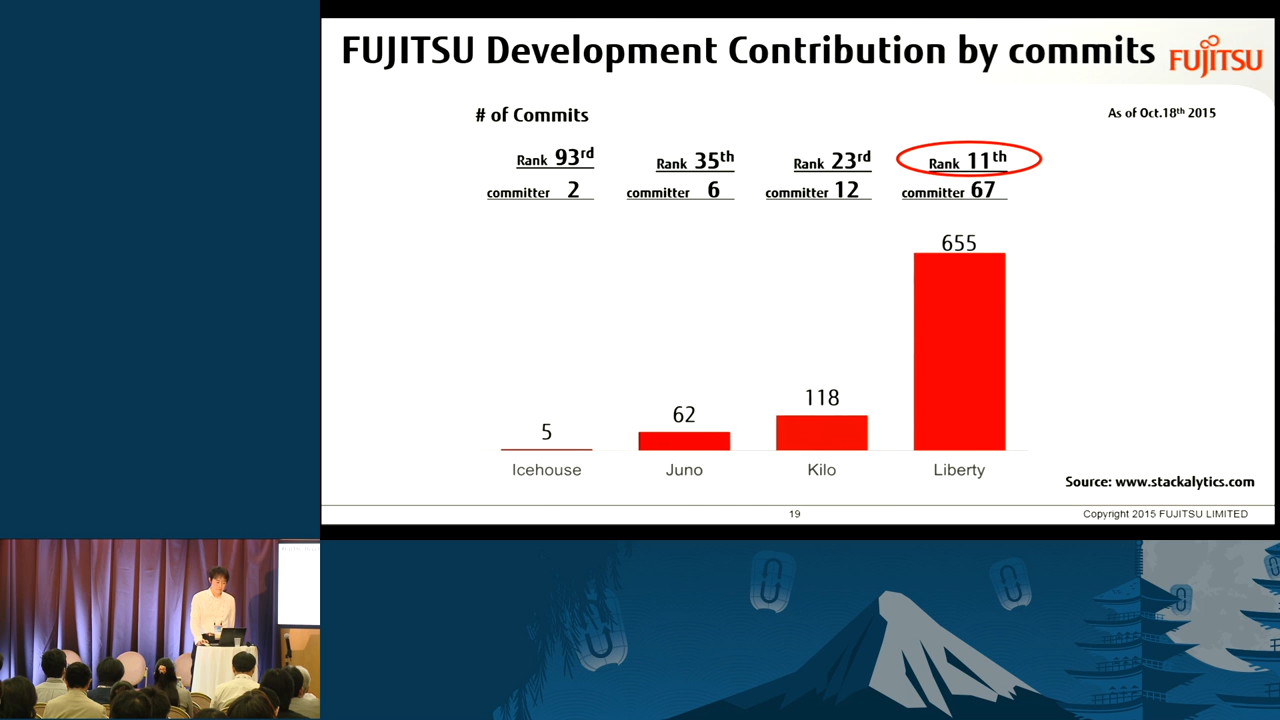 FUJITSU Development Contribution by commits
FUJITSU
# of Commits
As of Oct.18th 2015
Rank 93rd
committer 2
Rank 35th
committer 6
Rank 23rd
committer 12
Rank 11th
committer 67
5
62
118
655
Icehouse
Juno
Kilo
Liberty
Source: www.stackalytics.com
19
Copyright 2015 FUJITSU LIMITED